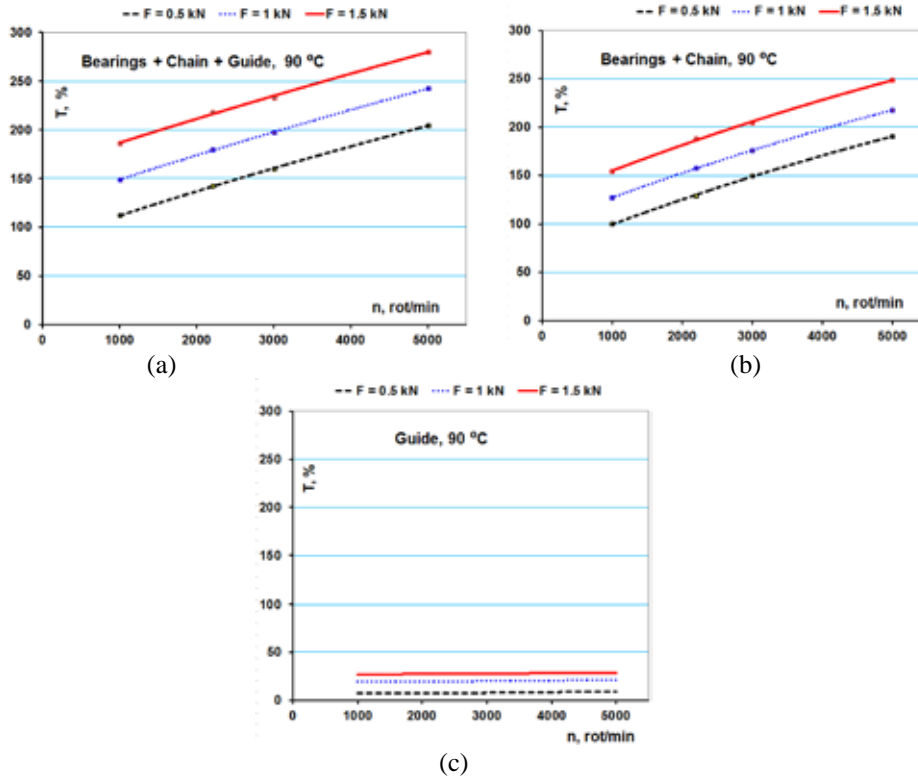 F = 0.5 kN F = 1 kN F = 1.5 kN
Bearings + Chain + Guide, 90 ºC
T, %
300
250
200
150
100
50
0
n, rot/min
0 1000 2000 3000 4000 5000
(a)
F = 0.5 kN F = 1 kN F = 1.5 kN
Bearings + Chain, 90 ºC
T, %
300
250
200
150
100
50
0
n, rot/min
0 1000 2000 3000 4000 5000
(b)
F = 0.5 kN F = 1 kN F = 1.5 kN
Guide, 90 ºC
T, %
300
250
200
150
100
50
0
0 1000 2000 3000 4000 5000
n, rot/min
(c)